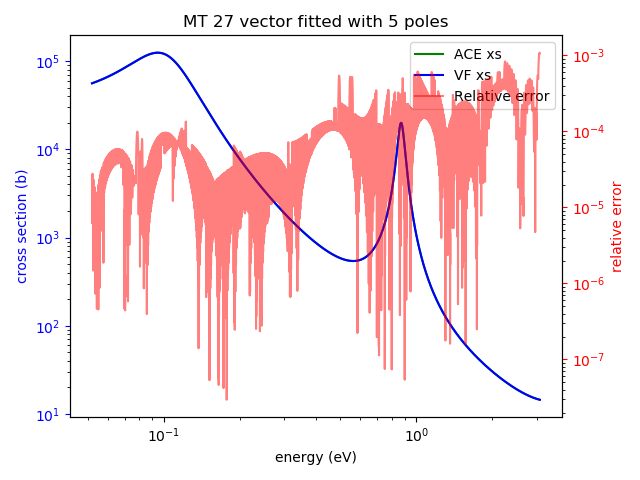 MT 27 vector fitted with 5 poles
ACE xs
VF xs
Relative error
cross section (b)
10^5
10^4
10^3
10^2
10^1
10^-3
10^-4
10^-5
10^-6
10^-7
relative error
10^-1
10^0
energy (eV)